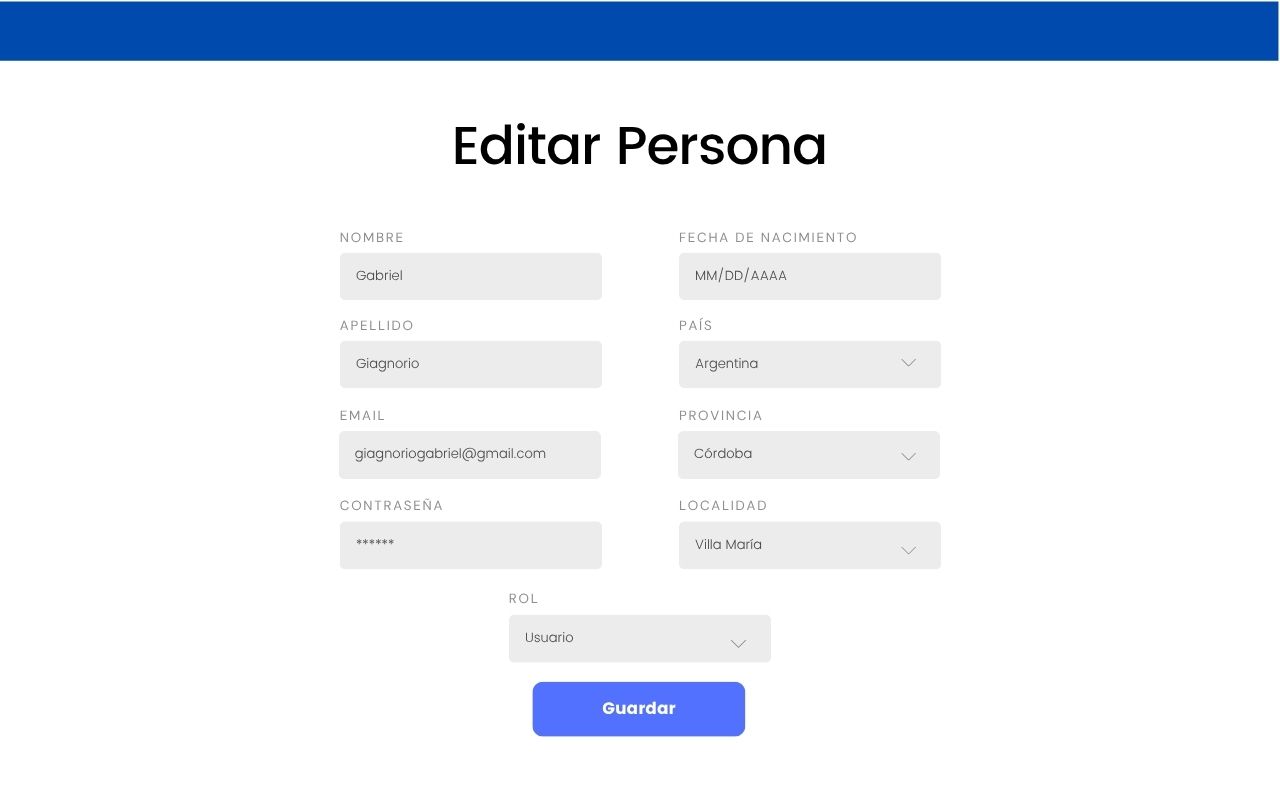 Editar Persona
NOMBRE
Gabriel
FECHA DE NACIMIENTO
MM/DD/AAAA
APELLIDO
Giagnorio
PAÍS
Argentina
EMAIL
giagnoriogabriel@gmail.com
PROVINCIA
Córdoba
CONTRASEÑA
******
LOCALIDAD
Villa María
ROL
Usuario
Guardar